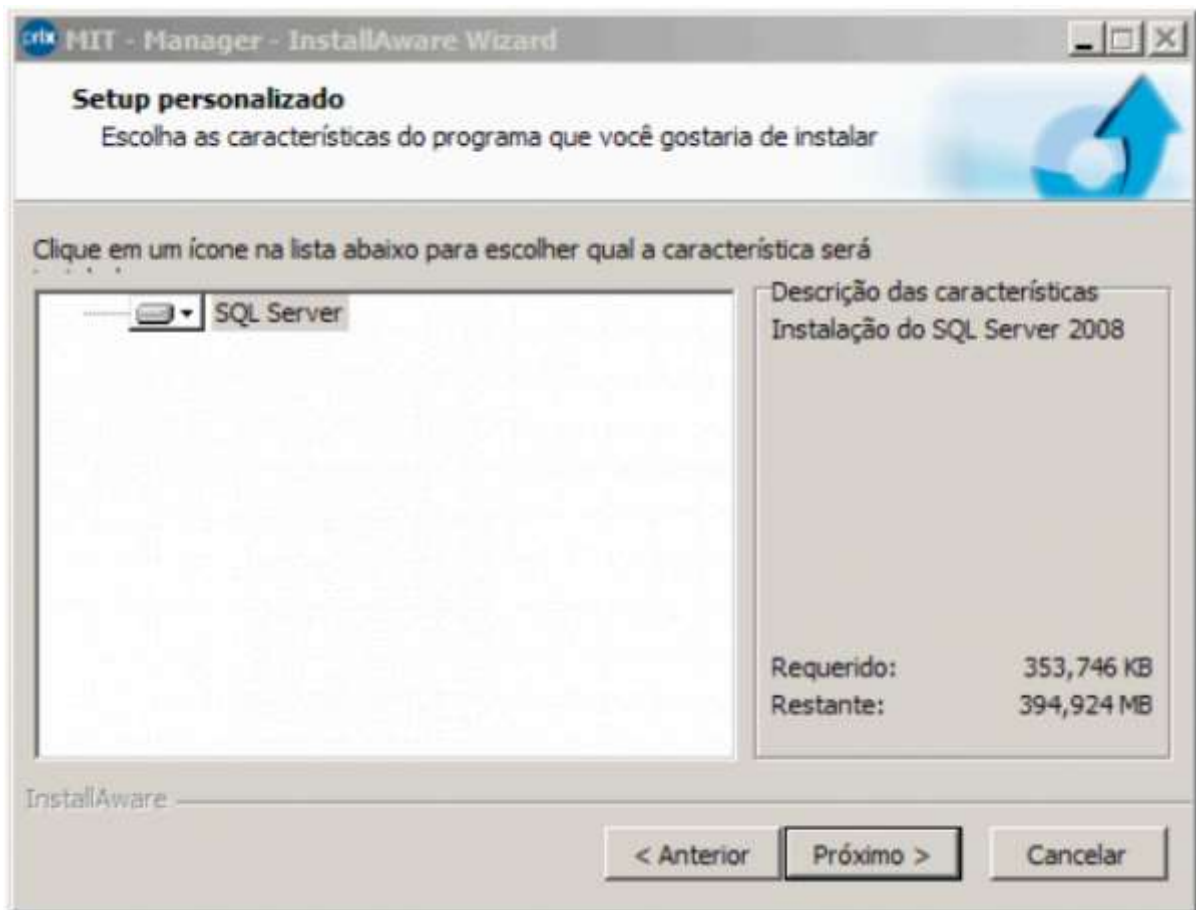 MIT - Manager - InstallAware Wizard
Setup personalizado
Escolha as características do programa que você gostaria de instalar
Clique em um ícone na lista abaixo para escolher qual a característica será
SQL Server
Descrição das características
Instalação do SQL Server 2008
Requerido: 353,746 KB
Restante: 394,924 MB
InstallAware
< Anterior
Próximo >
Cancelar